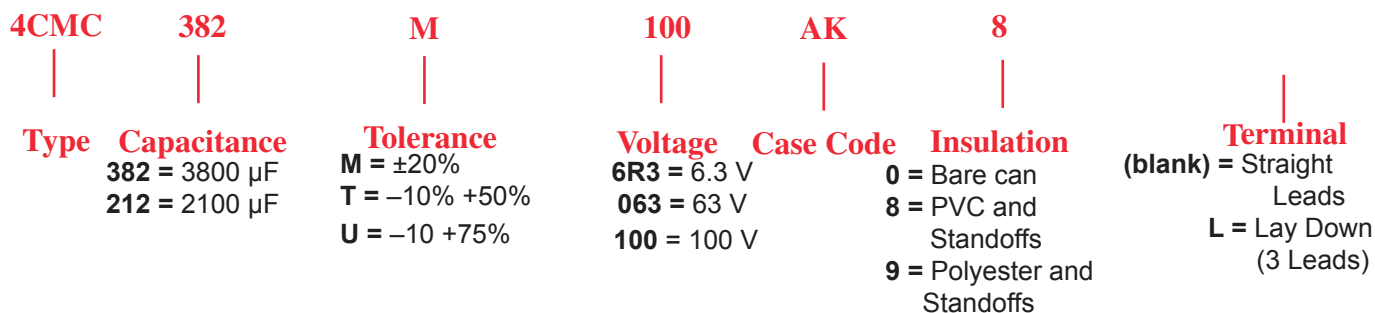 4CMC 382 M 100 AK 8
Type Capacitance Tolerance Voltage Case Code Insulation Terminal
382 = 3800 µF
212 = 2100 µF
M = ±20%
T = –10% +50%
U = –10 +75%
6R3 = 6.3 V
063 = 63 V
100 = 100 V
0 = Bare can
8 = PVC and
Standoffs
9 = Polyester and
Standoffs
(blank) = Straight
Leads
L = Lay Down
(3 Leads)